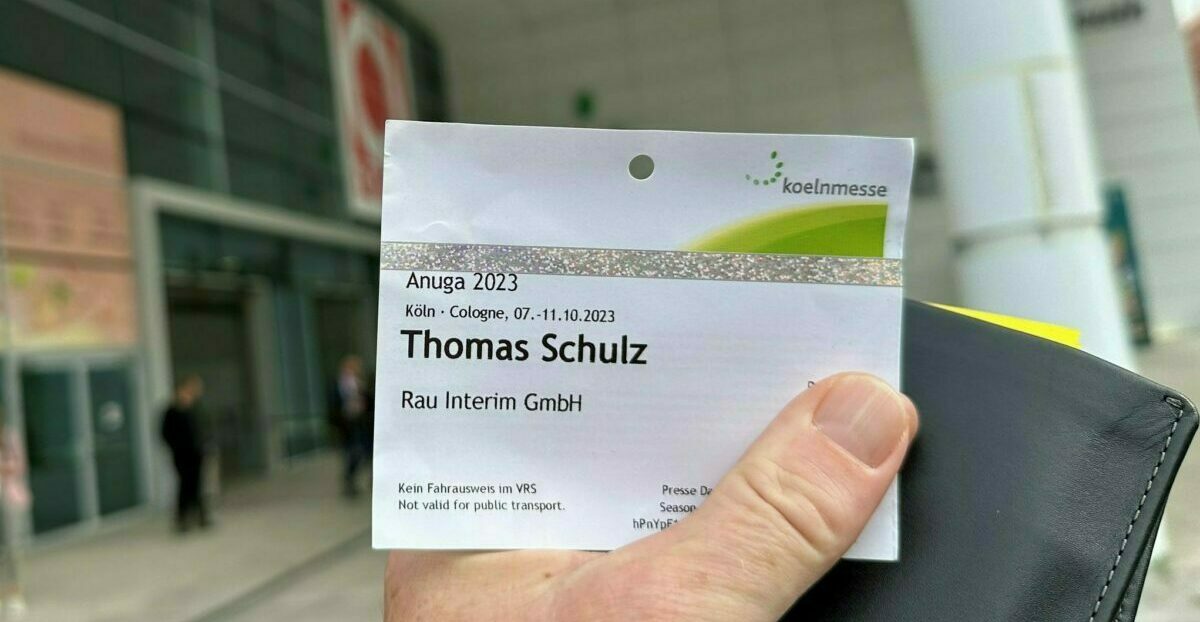 koelnmesse
Anuga 2023
Köln · Cologne, 07.-11.10.2023
Thomas Schulz
Rau Interim GmbH
Kein Fahrausweis im VRS
Not valid for public transport.
Presse
Season